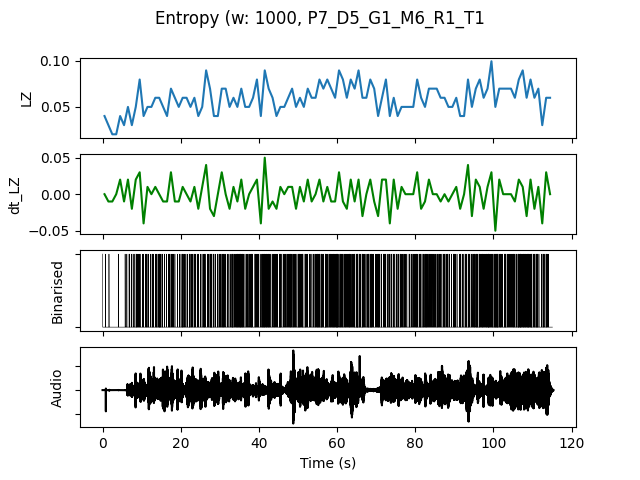 Entropy (w: 1000, P7_D5_G1_M6_R1_T1
0.10
0.05
LZ
0.05
0.00
−0.05
dt_LZ
Binarised
Audio
0 20 40 60 80 100 120
Time (s)